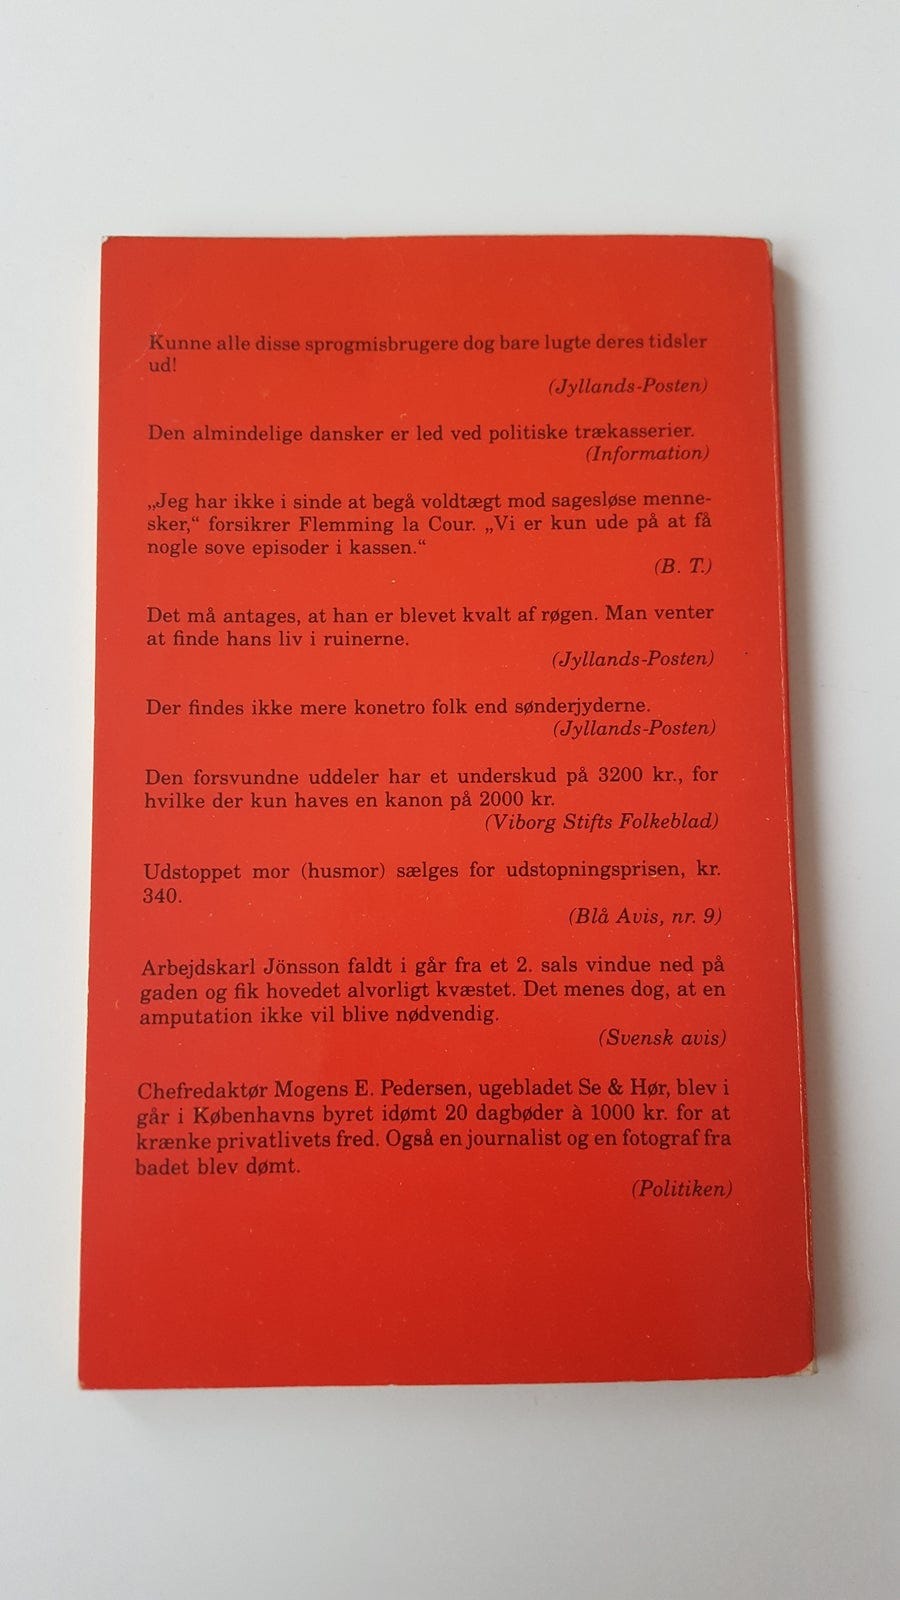 Kunne alle disse sprogmisbrugere dog bare lugte deres tidsler
ud!
(Jyllands-Posten)
Den almindelige dansker er led ved politiske trækasserier.
(Information)
„Jeg har ikke i sinde at begå voldtægt mod sagesløse menne-
sker,“ forsikrer Flemming la Cour. „Vi er kun ude på at få
nogle sove episoder i kassen.“
(B. T.)
Det må antages, at han er blevet kvalt af røgen. Man venter
at finde hans liv i ruinerne.
(Jyllands-Posten)
Der findes ikke mere konetro folk end sønderjyderne.
(Jyllands-Posten)
Den forsvundne uddeler har et underskud på 3200 kr., for
hvilke der kun haves en kanon på 2000 kr.
(Viborg Stifts Folkeblad)
Udstoppet mor (husmor) sælges for udstopningsprisen, kr.
340.
(Blå Avis, nr. 9)
Arbejdskarl Jönsson faldt i går fra et 2. sals vindue ned på
gaden og fik hovedet alvorligt kvæstet. Det menes dog, at en
amputation ikke vil blive nødvendig.
(Svensk avis)
Chefredaktør Mogens E. Pedersen, ugebladet Se & Hør, blev i
går i Københavns byret idømt 20 dagbøder à 1000 kr. for at
krænke privatlivets fred. Også en journalist og en fotograf fra
badet blev dømt.
(Politiken)